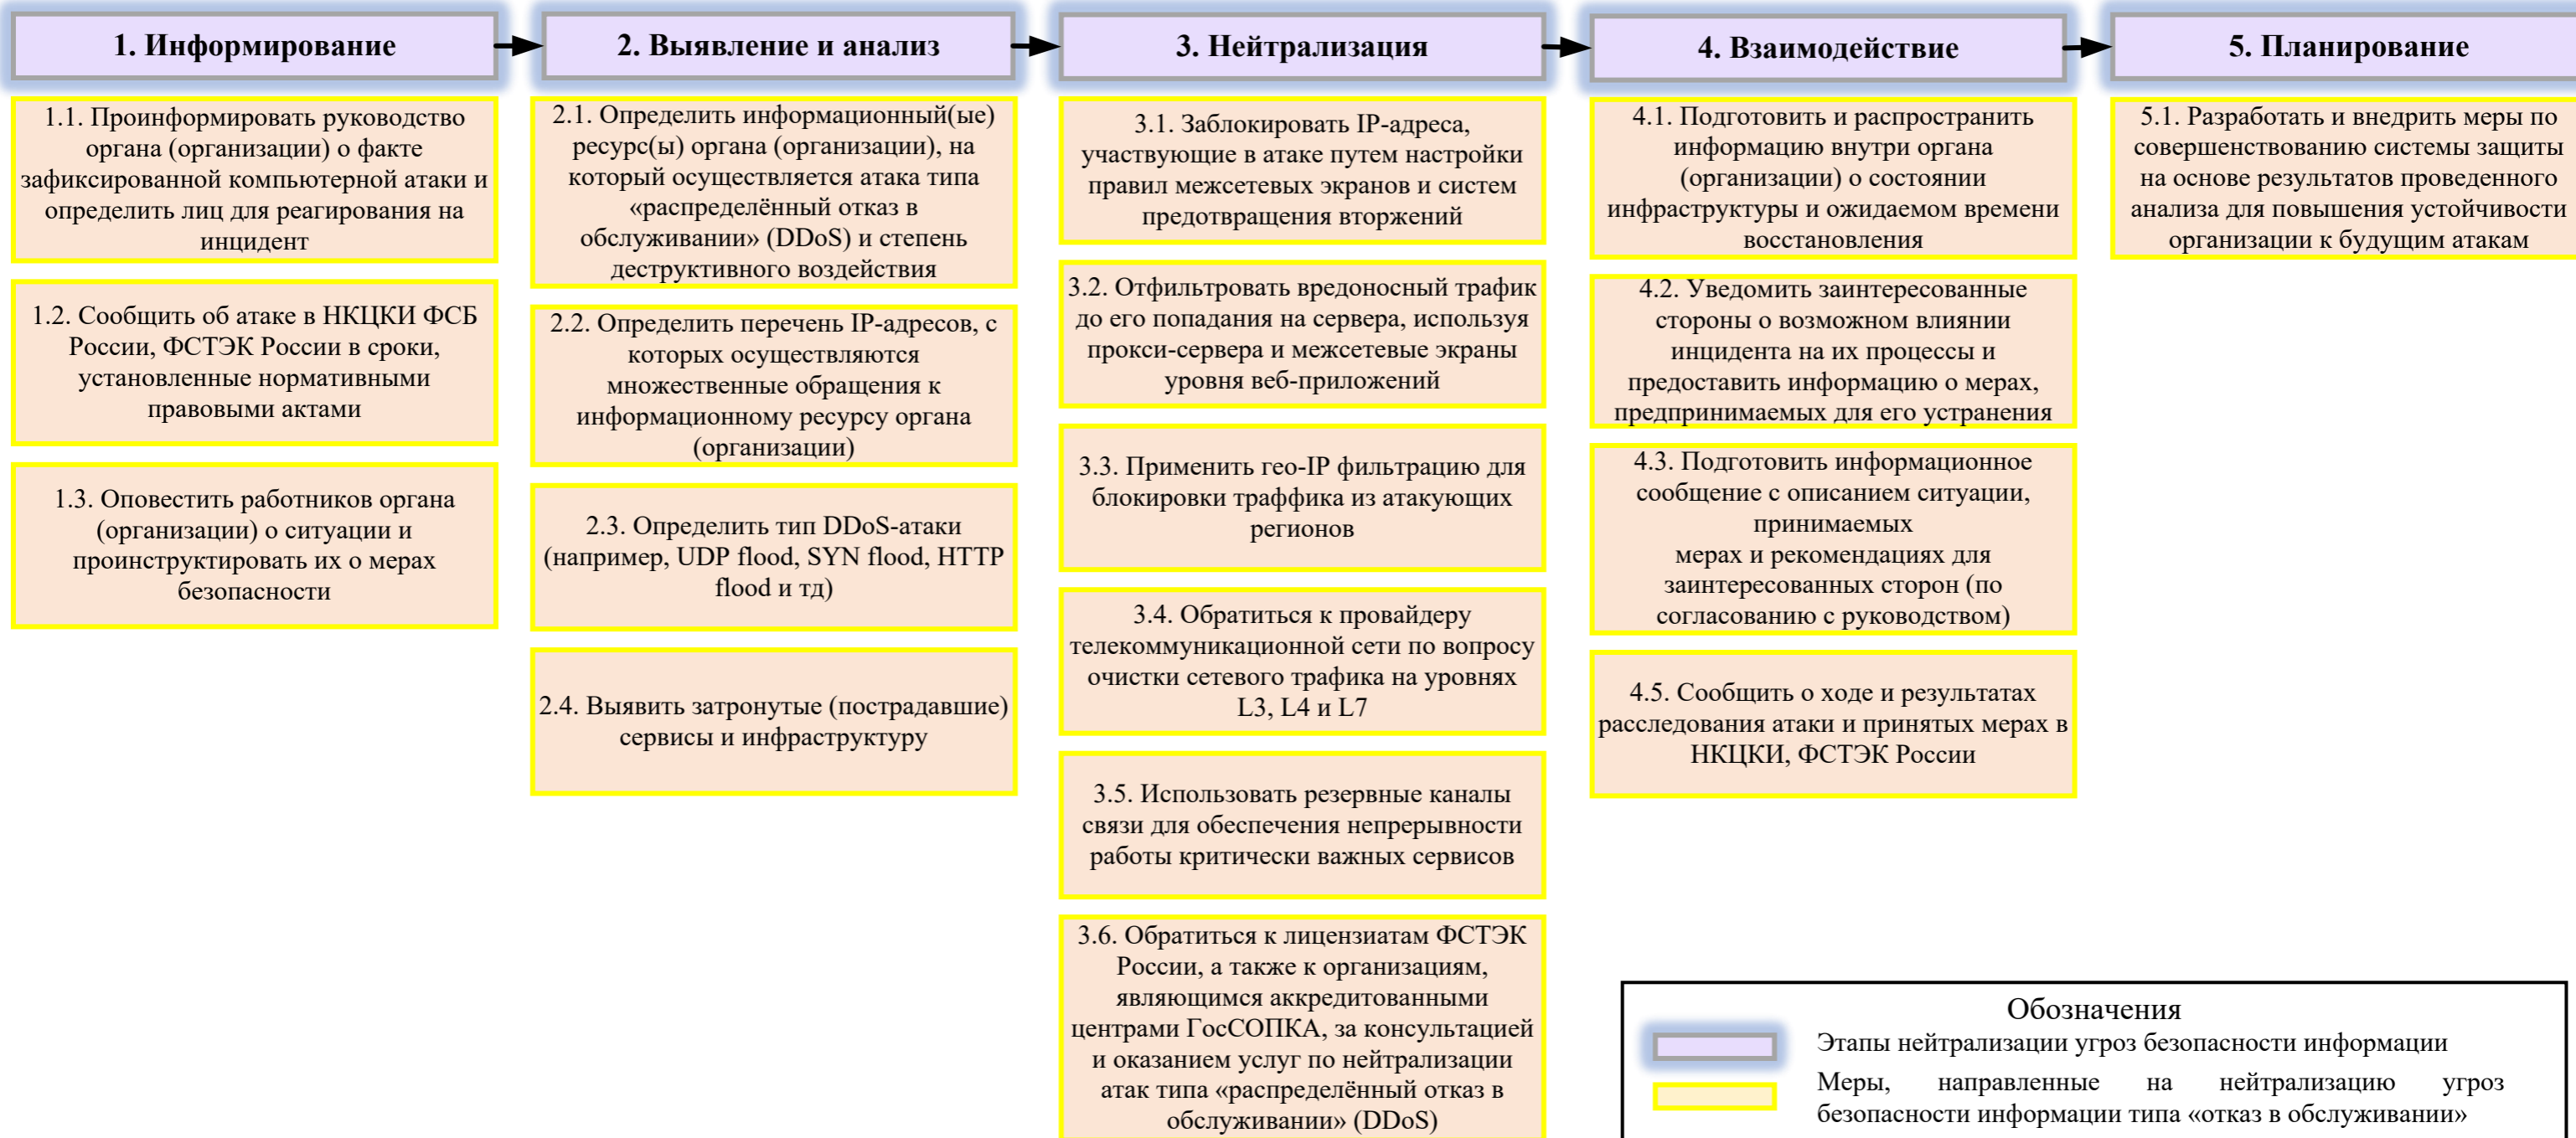 1. Информирование
1.1. Проинформировать руководство
органа (организации) о факте
зафиксированной компьютерной атаки и
определить лиц для реагирования на
инцидент
1.2. Сообщить об атаке в НКЦКИ ФСБ
России, ФСТЭК России в сроки,
установленные нормативными
правовыми актами
1.3. Оповестить работников органа
(организации) о ситуации и
проинструктировать их о мерах
безопасности
2. Выявление и анализ
2.1. Определить информационный(ые)
ресурс(ы) органа (организации), на
который осуществляется атака типа
«распределённый отказ в
обслуживании» (DDoS) и степень
деструктивного воздействия
2.2. Определить перечень IP-адресов, с
которых осуществляются
множественные обращения к
информационному ресурсу органа
(организации)
2.3. Определить тип DDoS-атаки
(например, UDP flood, SYN flood, HTTP
flood и тд)
2.4. Выявить затронутые (пострадавшие)
сервисы и инфраструктуру
3. Нейтрализация
3.1. Заблокировать IP-адреса,
участвующие в атаке путем настройки
правил межсетевых экранов и систем
предотвращения вторжений
3.2. Отфильтровать вредоносный трафик
до его попадания на сервера, используя
прокси-сервера и межсетевые экраны
уровня веб-приложений
3.3. Применить гео-IP фильтрацию для
блокировки траффика из атакующих
регионов
3.4. Обратиться к провайдеру
телекоммуникационной сети по вопросу
очистки сетевого трафика на уровнях
L3, L4 и L7
3.5. Использовать резервные каналы
связи для обеспечения непрерывности
работы критически важных сервисов
3.6. Обратиться к лицензиатам ФСТЭК
России, а также к организациям,
являющимся аккредитованными
центрами ГосСОПКА, за консультацией
и оказанием услуг по нейтрализации
атак типа «распределённый отказ в
обслуживании» (DDoS)
4. Взаимодействие
4.1. Подготовить и распространить
информацию внутри органа
(организации) о состоянии
инфраструктуры и ожидаемом времени
восстановления
4.2. Уведомить заинтересованные
стороны о возможном влиянии
инцидента на их процессы и
предоставить информацию о мерах,
предпринимаемых для его устранения
4.3. Подготовить информационное
сообщение с описанием ситуации,
принимаемых
мерах и рекомендациях для
заинтересованных сторон (по
согласованию с руководством)
4.5. Сообщить о ходе и результатах
расследования атаки и принятых мерах в
НКЦКИ, ФСТЭК России
5. Планирование
5.1. Разработать и внедрить меры по
совершенствованию системы защиты
на основе результатов проведенного
анализа для повышения устойчивости
организации к будущим атакам
Обозначения
Этапы нейтрализации угроз безопасности информации
Меры, направленные на нейтрализацию угроз
безопасности информации типа «отказ в обслуживании»